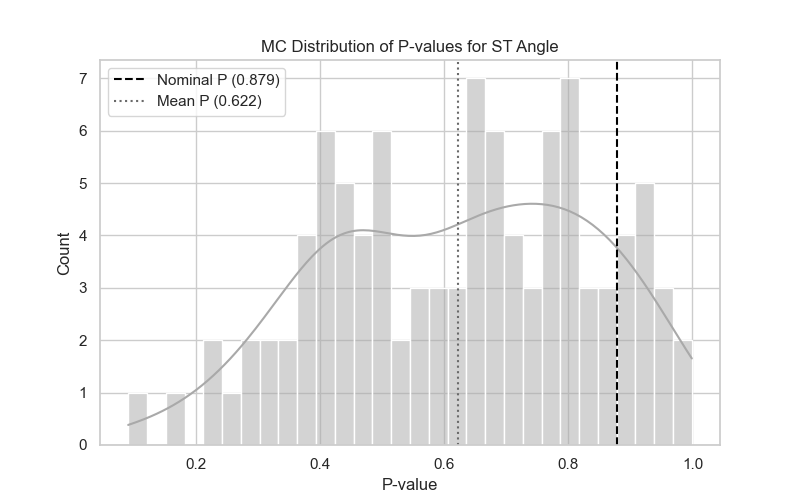 MC Distribution of P-values for ST Angle
Nominal P (0.879)
Mean P (0.622)
7
6
5
4
3
2
1
0
Count
0.2 0.4 0.6 0.8 1.0
P-value